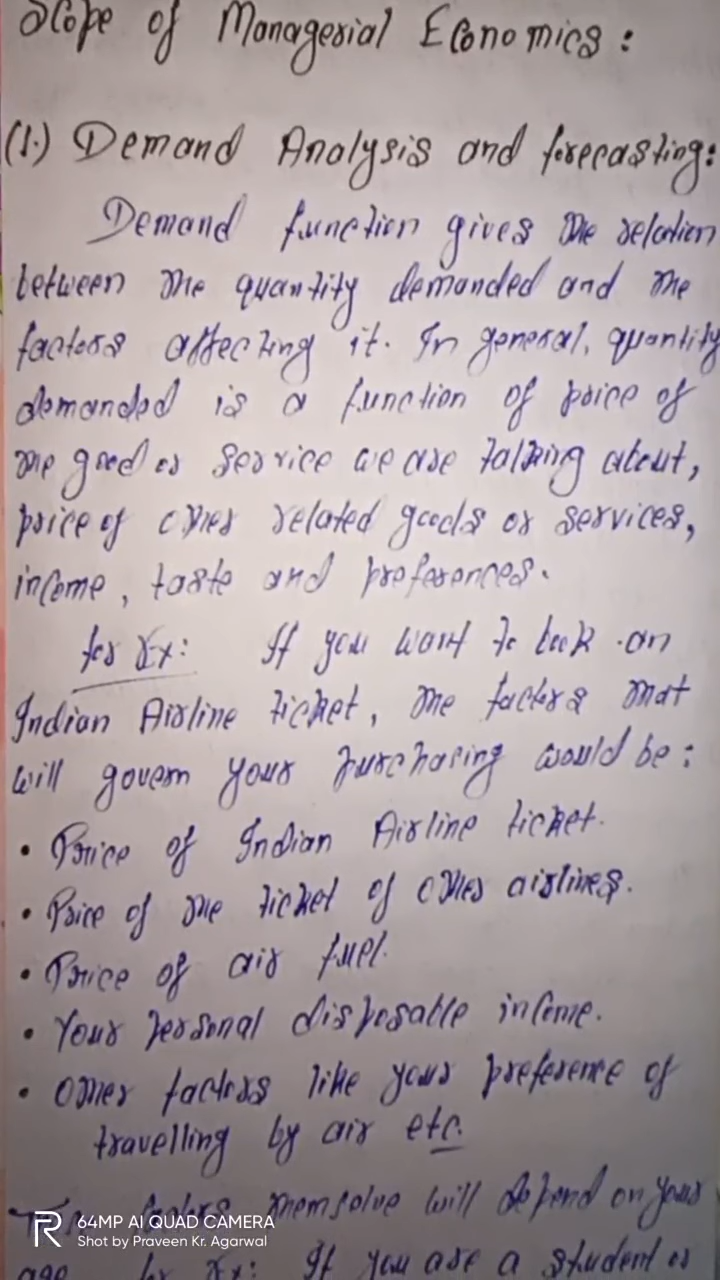 Scope of Managerial Economics :
(1.) Demand Analysis and forecasting:
Demand function gives the relation
between the quantity demanded and the
factors affecting it. In general, quantity
demanded is a function of price of
the good or service we are talking about,
price of other related goods or services,
income, taste and preferences.
for Ex: If you want to book an
Indian Airline ticket, the factors that
will govern your purchasing would be :
• Price of Indian Airline ticket.
• Price of the ticket of other airlines.
• Price of air fuel.
• Your personal disposable income.
• Other factors like your preference of
travelling by air etc.
factors themselve will depend on your
age for Ex: If you are a student or
R
64MP AI QUAD CAMERA
Shot by Praveen Kr. Agarwal